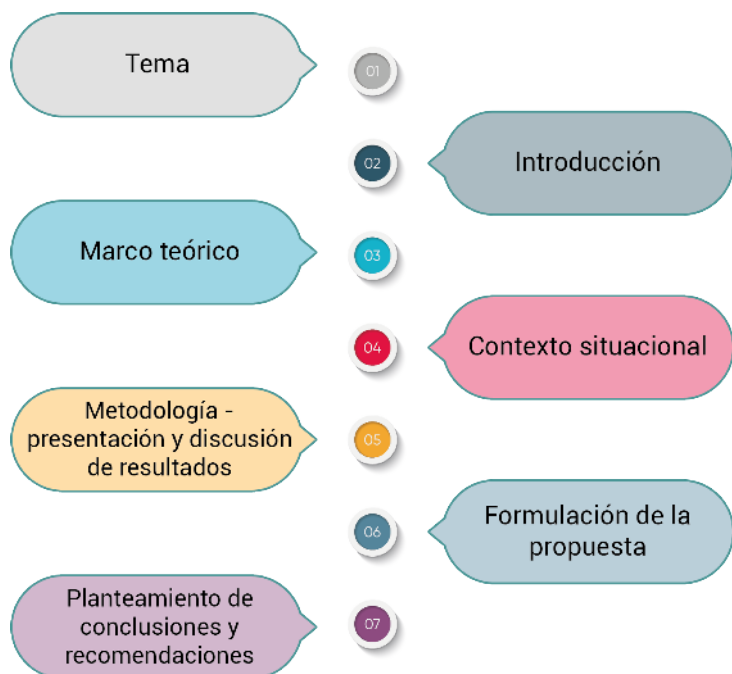 Tema
01
02
Introducción
Marco teórico
03
04
Contexto situacional
Metodología -
presentación y discusión
de resultados
05
06
Formulación de la
propuesta
Planteamiento de
conclusiones y
recomendaciones
07